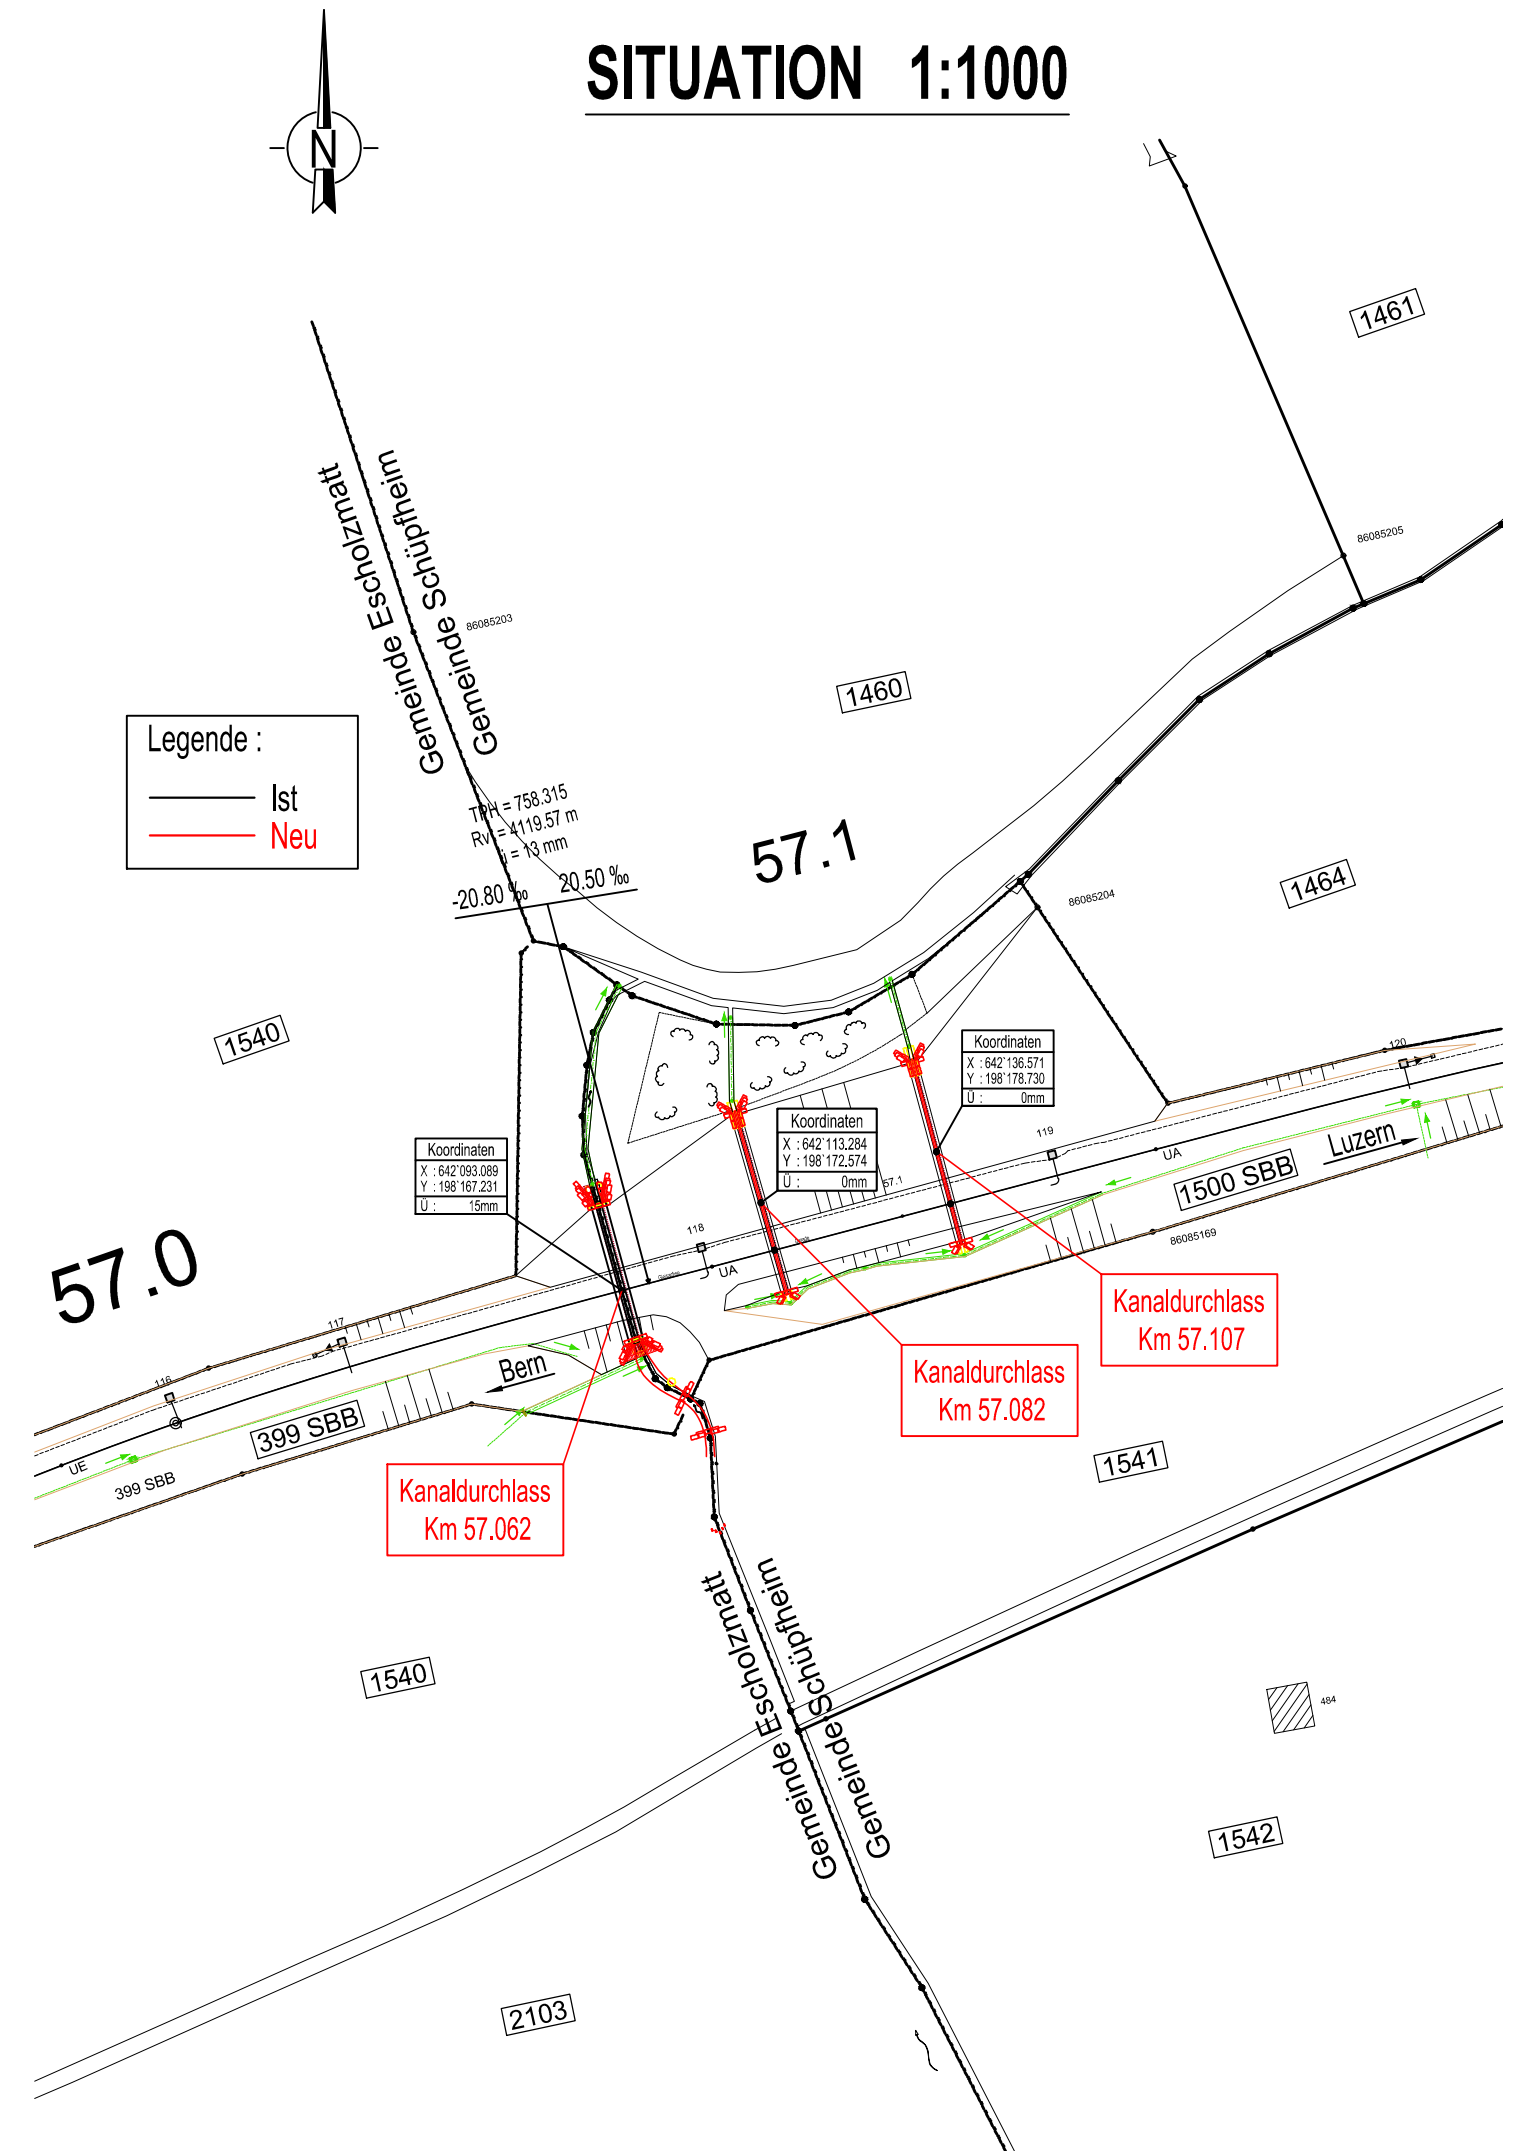 SITUATION 1:1000
N
1461
86085205
Gemeinde Escholzmatt
Gemeinde Schüpfheim
86085203
1460
Legende :
Ist
Neu
TPH = 758.315
Rv = 4119.57 m
ü = 13 mm
-20.80 ‰ 20.50 ‰
57.1
1464
86085204
1540
Koordinaten
X : 642`136.571
Y : 198`178.730
Ü : 0mm
120
119
Koordinaten
X : 642`113.284
Y : 198`172.574
Ü : 0mm
57.1
Koordinaten
X : 642`093.089
Y : 198`167.231
Ü : 15mm
UA
Luzern
1500 SBB
118
UA
86085169
57.0
117
116
Bern
399 SBB
UE
399 SBB
Kanaldurchlass
Km 57.107
Kanaldurchlass
Km 57.082
Kanaldurchlass
Km 57.062
1541
Gemeinde Escholzmatt
Gemeinde Schüpfheim
1540
484
1542
2103